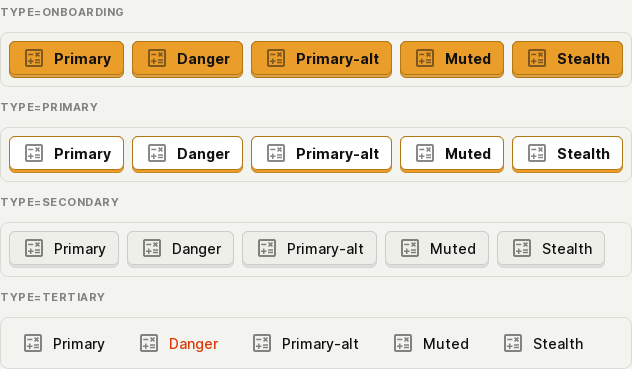 TYPE=ONBOARDING
Primary Danger Primary-alt Muted Stealth
TYPE=PRIMARY
Primary Danger Primary-alt Muted Stealth
TYPE=SECONDARY
Primary Danger Primary-alt Muted Stealth
TYPE=TERTIARY
Primary Danger Primary-alt Muted Stealth